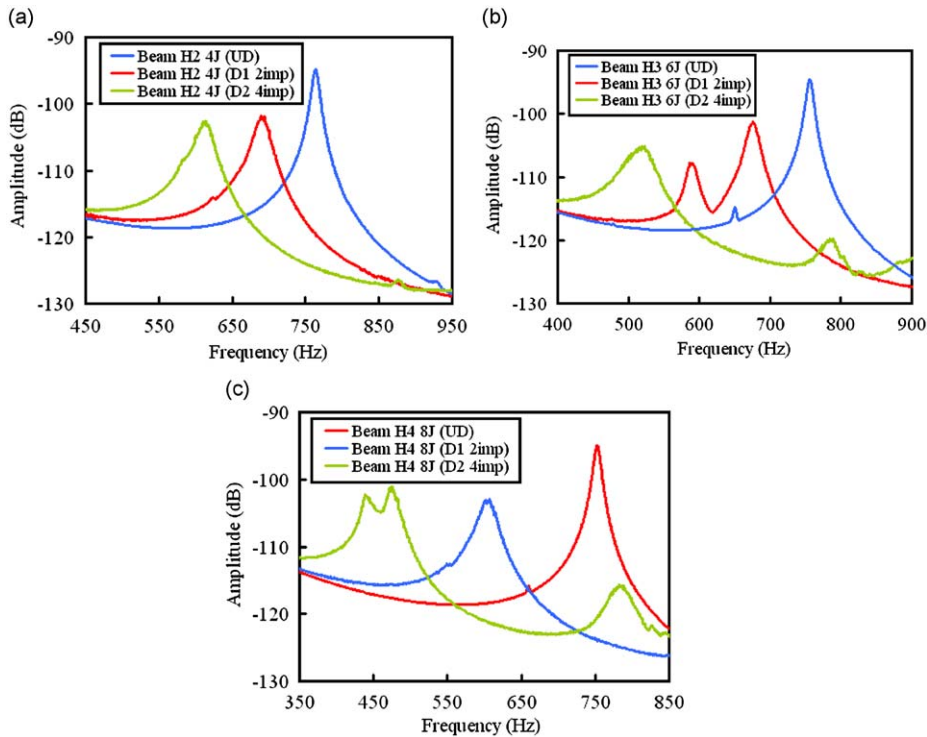 (a)
-90
-100
-110
-120
-130
Amplitude (dB)
Beam H2 4J (UD)
Beam H2 4J (D1 2imp)
Beam H2 4J (D2 4imp)
450 550 650 750 850 950
Frequency (Hz)
(b)
-90
-100
-110
-120
-130
Amplitude (dB)
Beam H3 6J (UD)
Beam H3 6J (D1 2imp)
Beam H3 6J (D2 4imp)
400 500 600 700 800 900
Frequency (Hz)
(c)
-90
-100
-110
-120
-130
Amplitude (dB)
Beam H4 8J (UD)
Beam H4 8J (D1 2imp)
Beam H4 8J (D2 4imp)
350 450 550 650 750 850
Frequency (Hz)